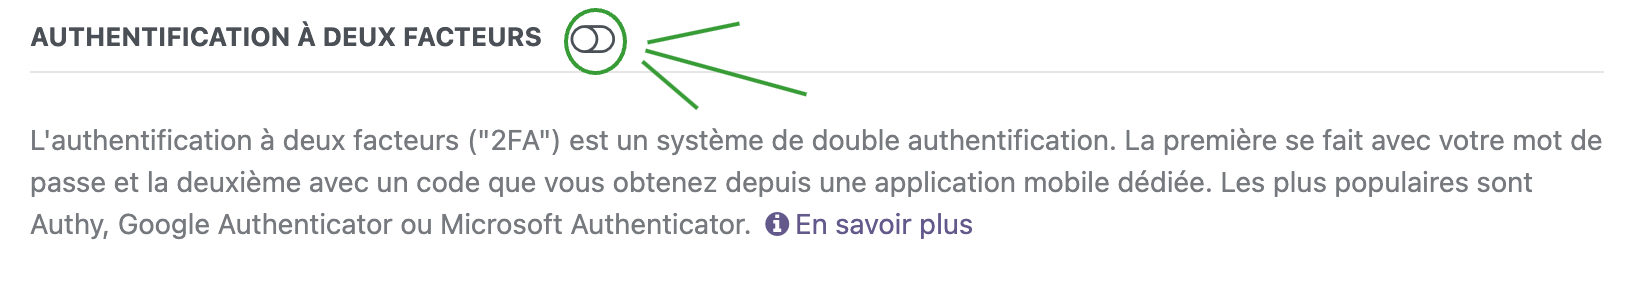 AUTHENTIFICATION À DEUX FACTEURS
L'authentification à deux facteurs ("2FA") est un système de double authentification. La première se fait avec votre mot de
passe et la deuxième avec un code que vous obtenez depuis une application mobile dédiée. Les plus populaires sont
Authy, Google Authenticator ou Microsoft Authenticator. En savoir plus